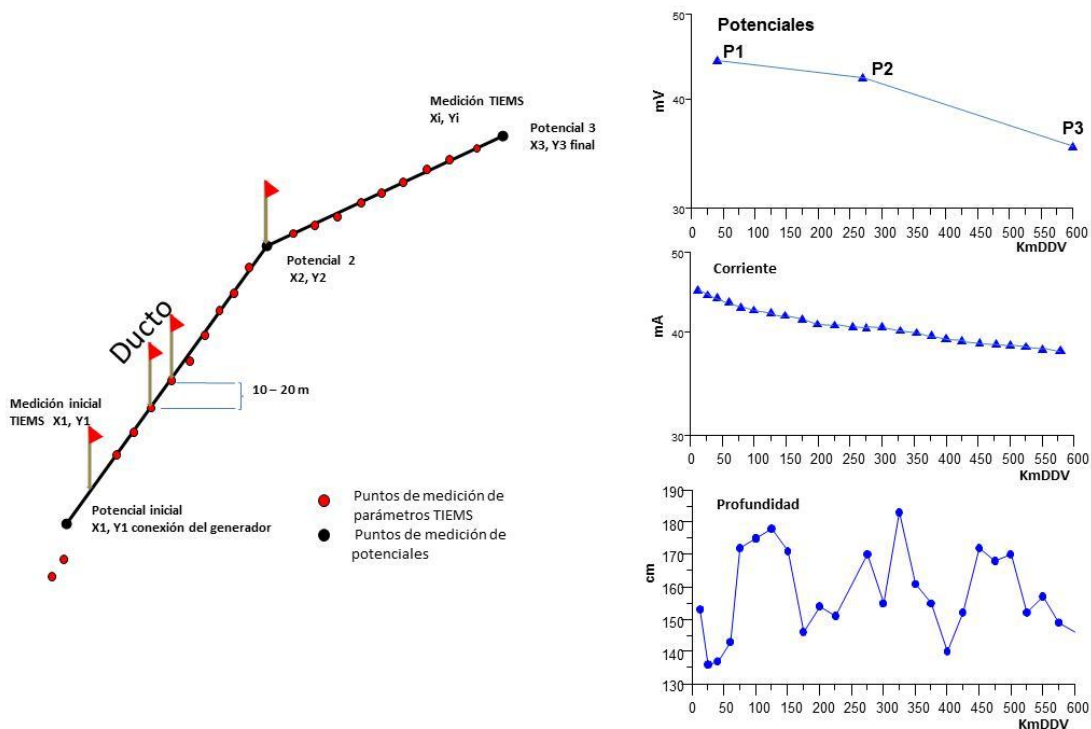 Medición TIEMS
Xi, Yi
Potencial 3
X3, Y3 final
Potencial 2
X2, Y2
Ducto
10 – 20 m
Medición inicial
TIEMS X1, Y1
Potencial inicial
X1, Y1 conexión del generador
Puntos de medición de
parámetros TIEMS
Puntos de medición de
potenciales
Potenciales
50
40
30
mV
P1
P2
P3
0 50 100 150 200 250 300 350 400 450 500 550 600
KmDDV
Corriente
50
40
30
mA
0 50 100 150 200 250 300 350 400 450 500 550 600
KmDDV
Profundidad
190
180
170
160
150
140
130
cm
0 50 100 150 200 250 300 350 400 450 500 550 600
KmDDV